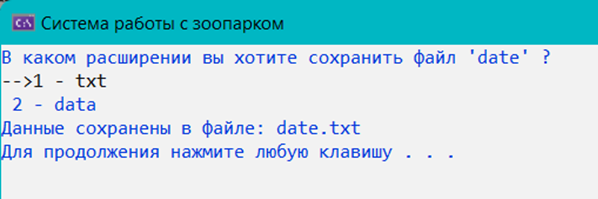 C:\ Система работы с зоопарком
В каком расширении вы хотите сохранить файл 'date' ?
-->1 - txt
2 - data
Данные сохранены в файле: date.txt
Для продолжения нажмите любую клавишу . . .